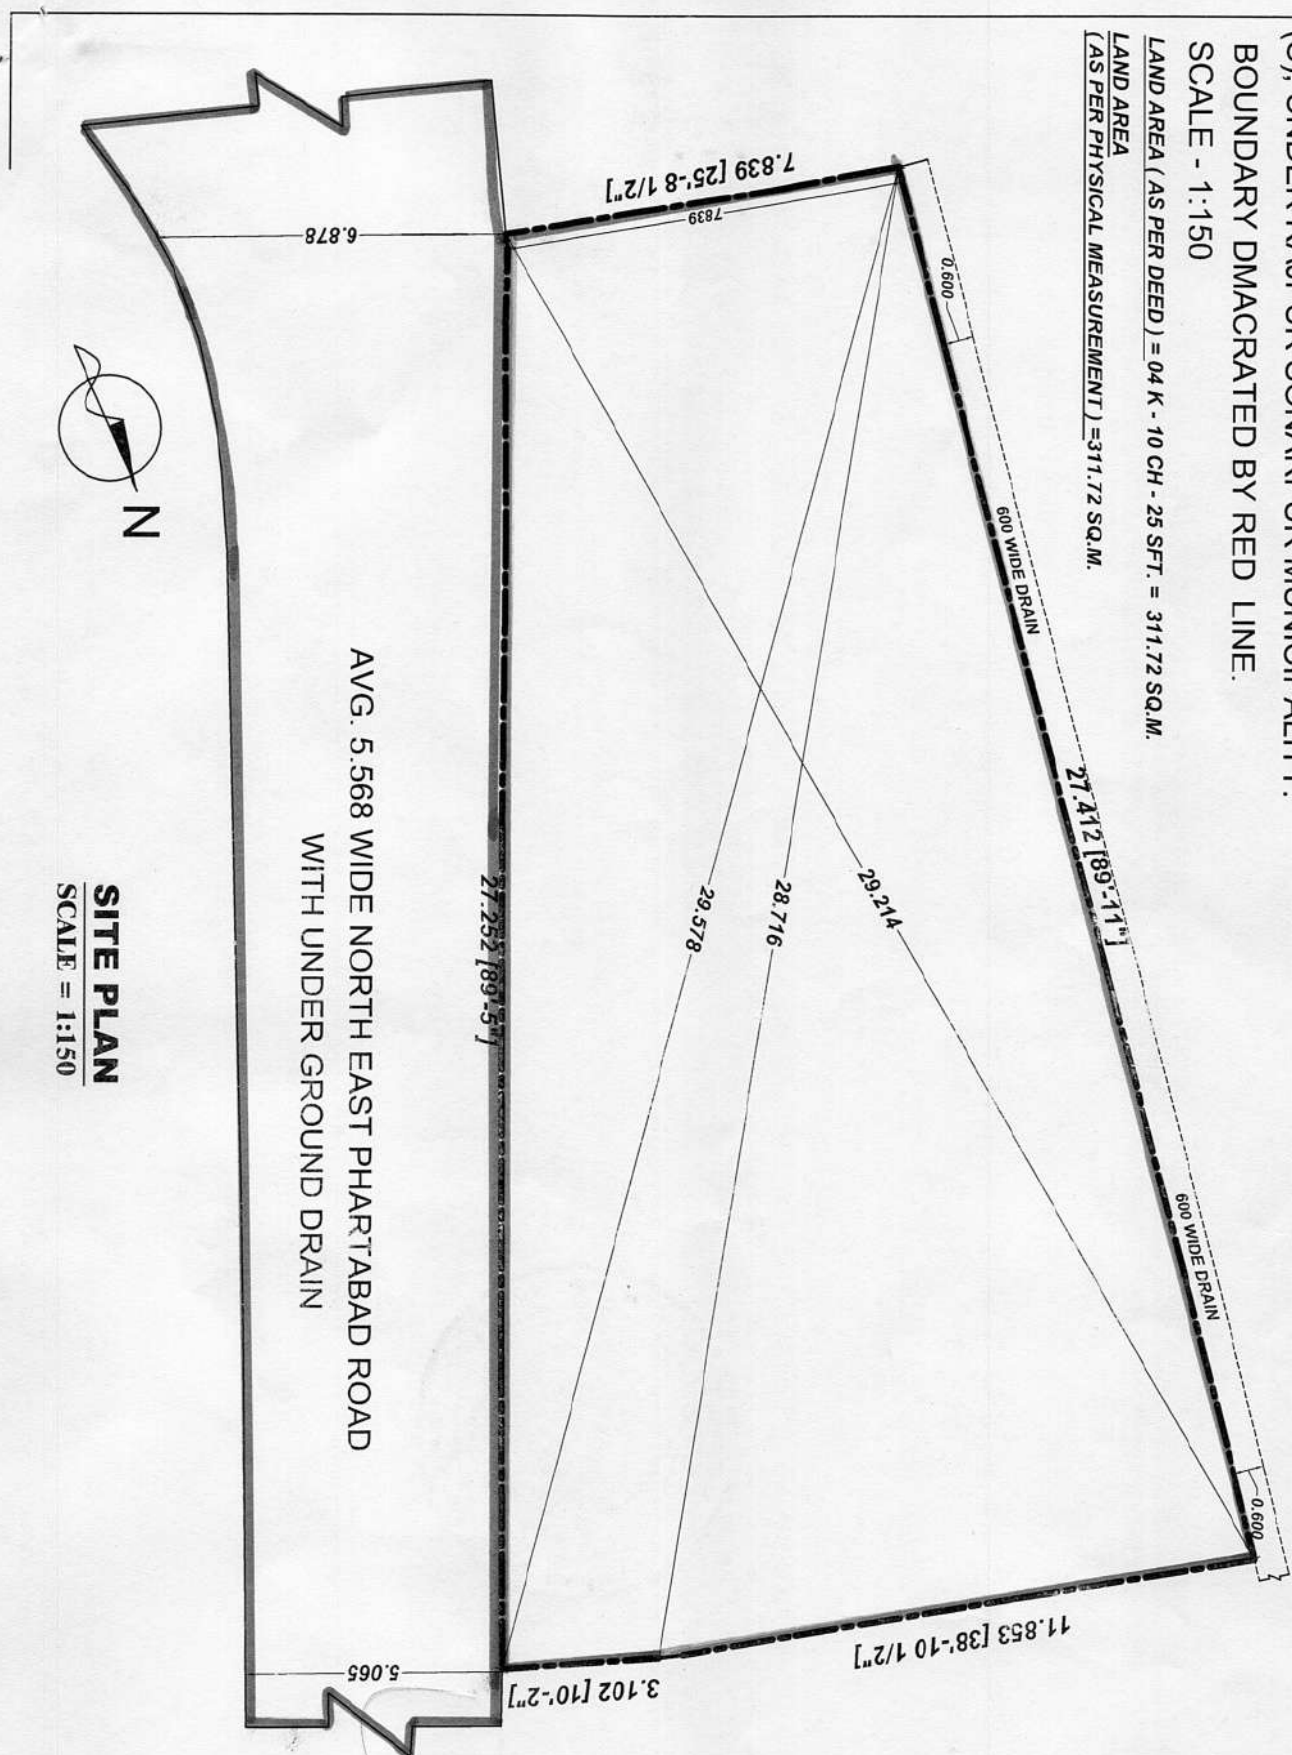 BOUNDARY DMACRATED BY RED LINE.
SCALE - 1:150
LAND AREA ( AS PER DEED ) = 04 K - 10 CH - 25 SFT. = 311.72 SQ.M.
LAND AREA
( AS PER PHYSICAL MEASUREMENT ) =311.72 SQ.M.
0.600
600 WIDE DRAIN
27.412 [89'-11"]
600 WIDE DRAIN
0.600
7.839 [25'-8 1/2"]
7839
29.214
28.716
29.578
11.853 [38'-10 1/2"]
3.102 [10'-2"]
27.252 [89'-5"]
6.878
AVG. 5.568 WIDE NORTH EAST PHARTABAD ROAD
WITH UNDER GROUND DRAIN
5.065
N
SITE PLAN
SCALE = 1:150